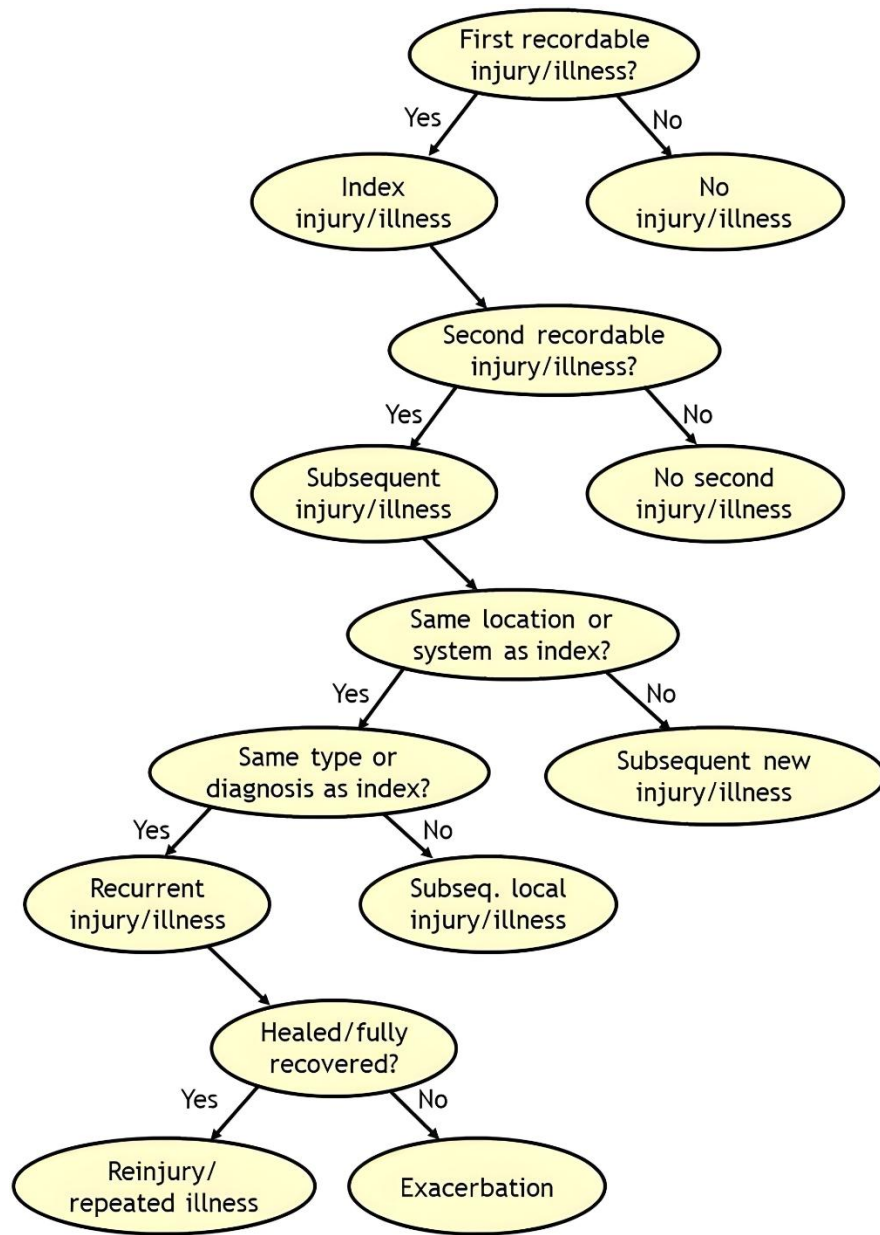 First recordable
injury/illness?
Yes
No
Index
injury/illness
No
injury/illness
Second recordable
injury/illness?
Yes
No
Subsequent
injury/illness
No second
injury/illness
Same location or
system as index?
Yes
No
Same type or
diagnosis as index?
Subsequent new
injury/illness
Yes
No
Recurrent
injury/illness
Subseq. local
injury/illness
Healed/fully
recovered?
Yes
No
Reinjury/
repeated illness
Exacerbation